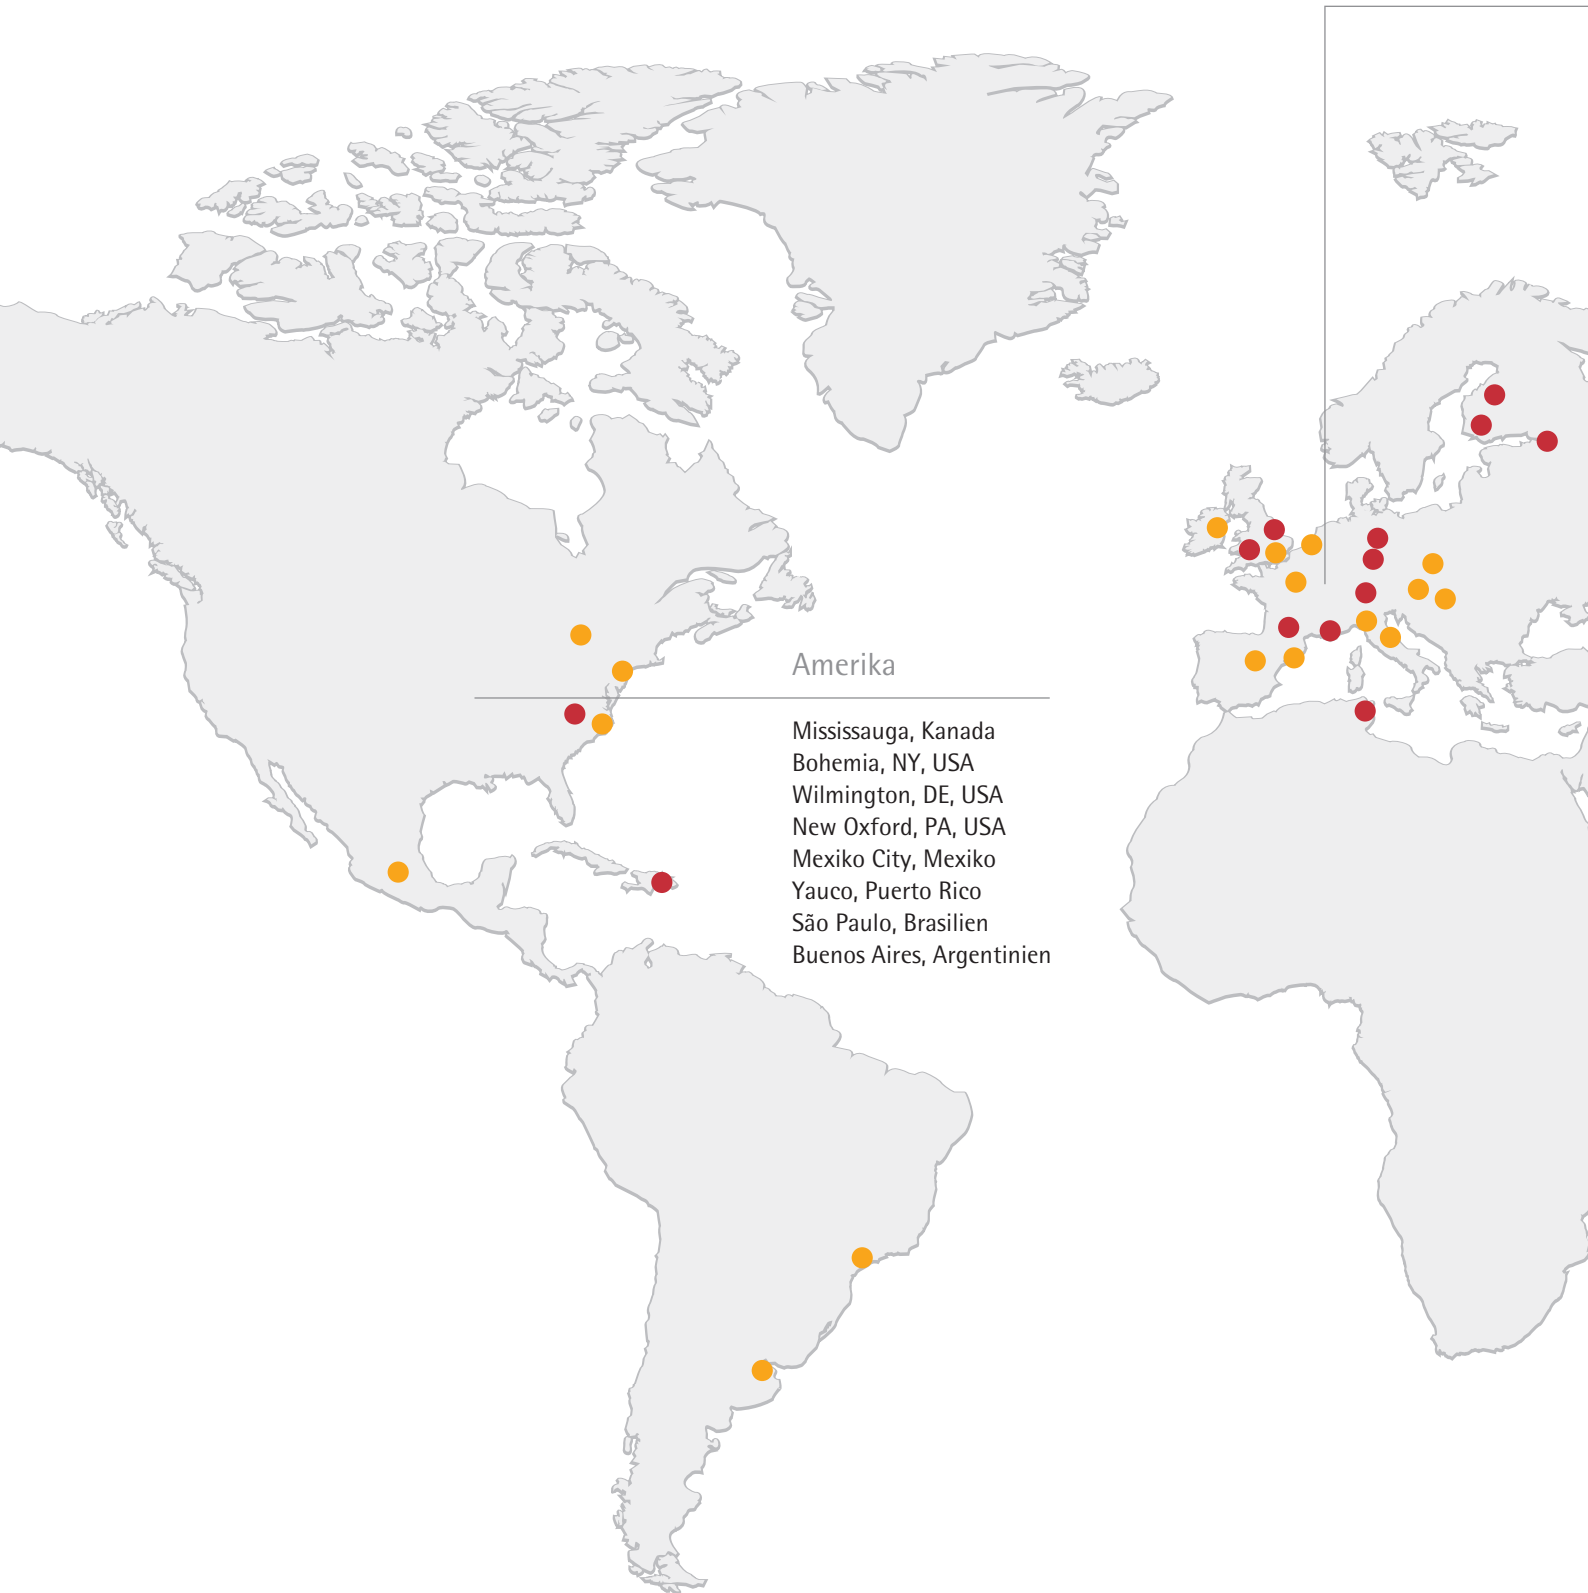 Amerika
Mississauga, Kanada
Bohemia, NY, USA
Wilmington, DE, USA
New Oxford, PA, USA
Mexiko City, Mexiko
Yauco, Puerto Rico
São Paulo, Brasilien
Buenos Aires, Argentinien